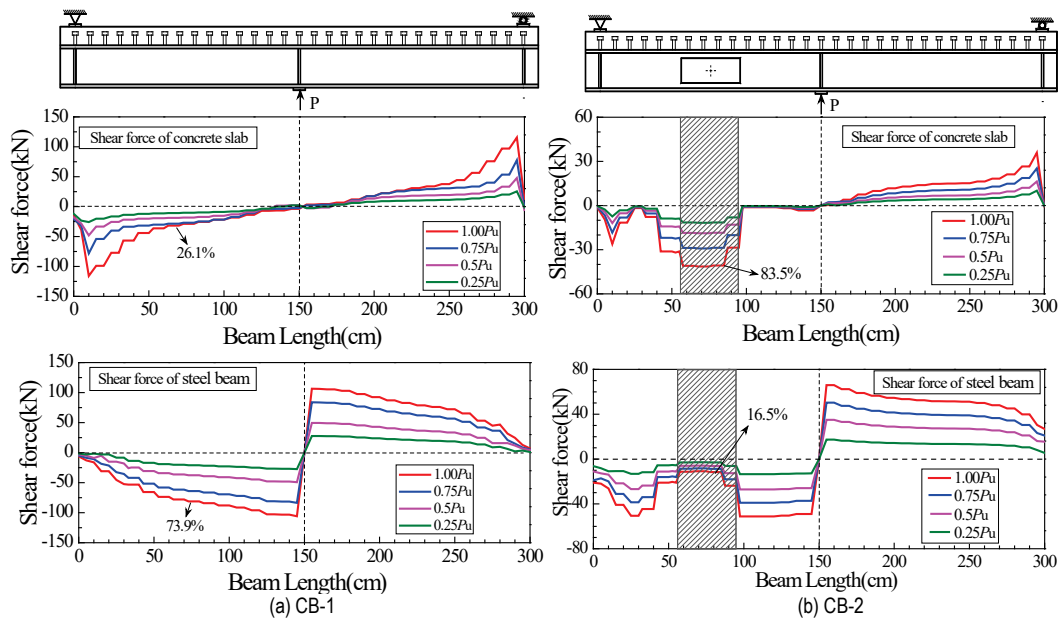 P
P
Shear force of concrete slab
Shear force(kN)
150
100
50
0
-50
-100
-150
26.1%
1.00Pu
0.75Pu
0.5Pu
0.25Pu
0 50 100 150 200 250 300
Beam Length(cm)
Shear force of concrete slab
Shear force(kN)
60
30
0
-30
-60
83.5%
1.00Pu
0.75Pu
0.5Pu
0.25Pu
0 50 100 150 200 250 300
Beam Length(cm)
Shear force of steel beam
Shear force(kN)
150
100
50
0
-50
-100
-150
73.9%
1.00Pu
0.75Pu
0.5Pu
0.25Pu
0 50 100 150 200 250 300
Beam Length(cm)
(a) CB-1
Shear force of steel beam
Shear force(kN)
80
40
0
-40
-80
16.5%
1.00Pu
0.75Pu
0.5Pu
0.25Pu
0 50 100 150 200 250 300
Beam Length(cm)
(b) CB-2